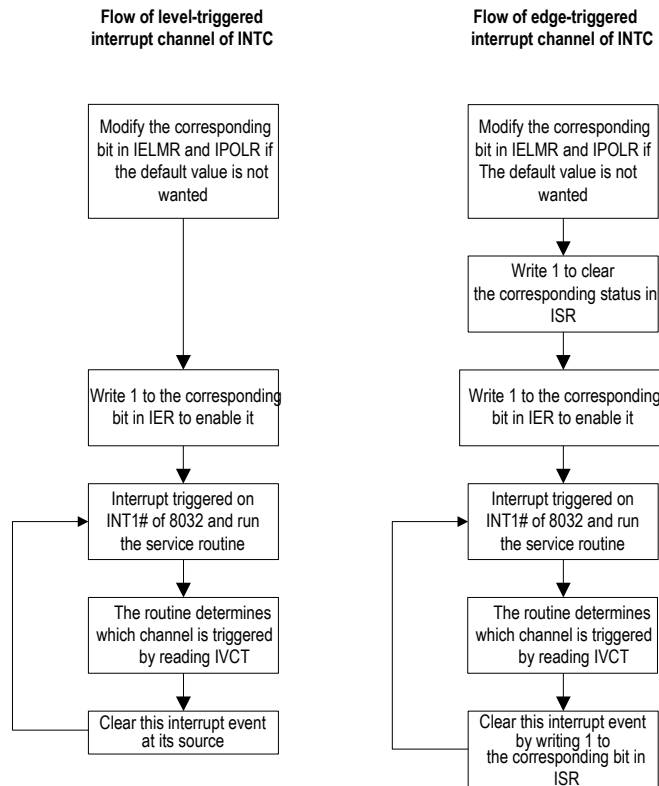 Flow of level-triggered
interrupt channel of INTC
Modify the corresponding
bit in IELMR and IPOLR if
the default value is not
wanted
Write 1 to the corresponding
bit in IER to enable it
Interrupt triggered on
INT1# of 8032 and run
the service routine
The routine determines
which channel is triggered
by reading IVCT
Clear this interrupt event
at its source
Flow of edge-triggered
interrupt channel of INTC
Modify the corresponding
bit in IELMR and IPOLR if
The default value is not
wanted
Write 1 to clear
the corresponding status in
ISR
Write 1 to the corresponding
bit in IER to enable it
Interrupt triggered on
INT1# of 8032 and run
the service routine
The routine determines
which channel is triggered
by reading IVCT
Clear this interrupt event
by writing 1 to
the corresponding bit in
ISR